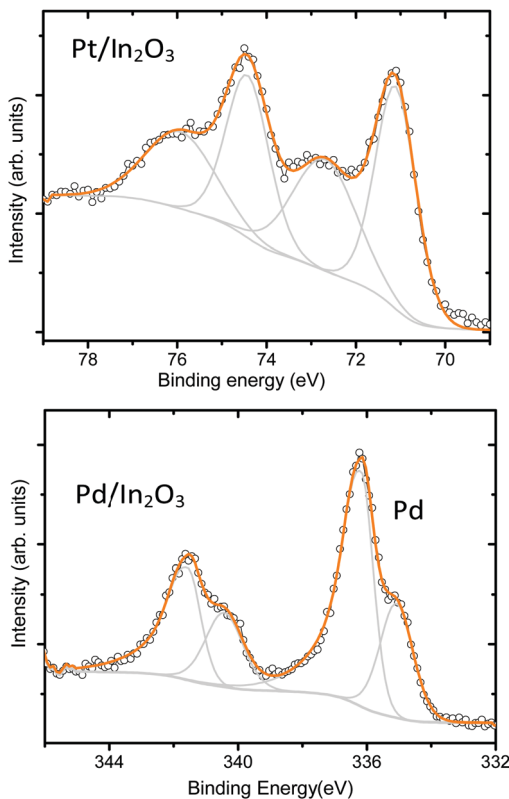 Pt/In₂O₃
Intensity (arb. units)
78 76 74 72 70
Binding energy (eV)
Pd/In₂O₃
Pd
Intensity (arb. units)
344 340 336 332
Binding Energy(eV)